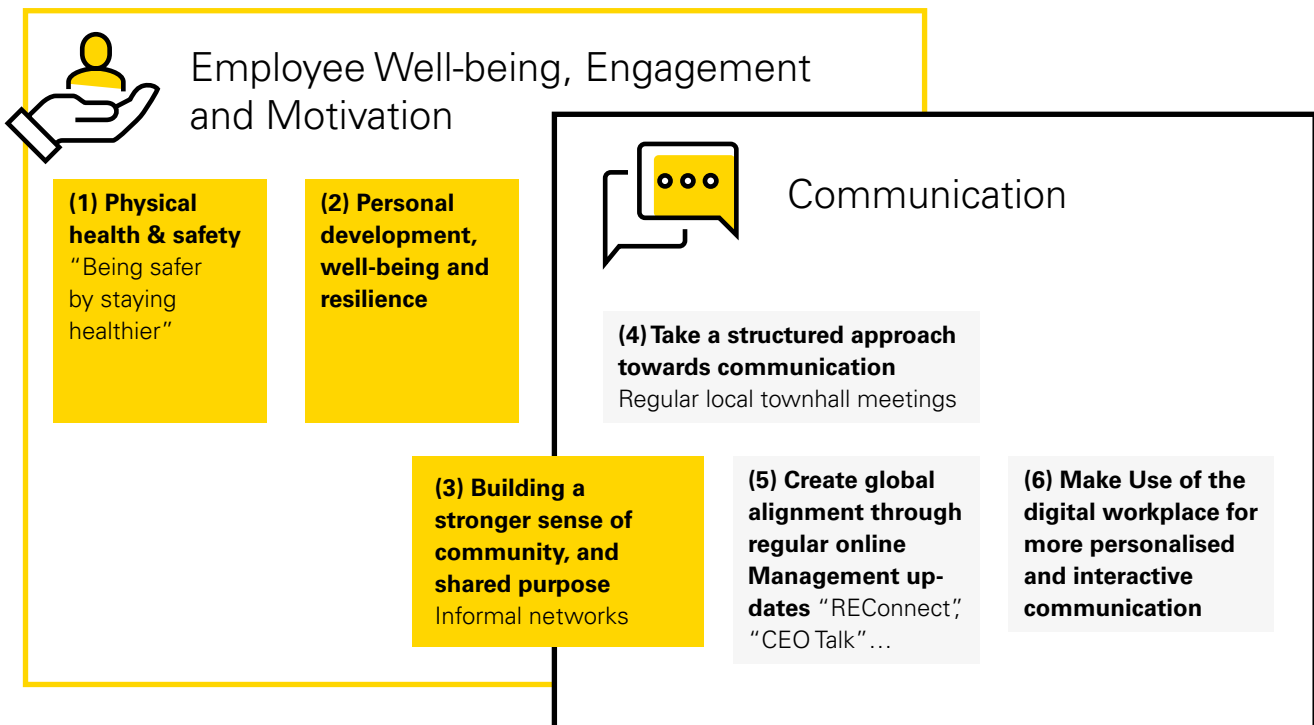 Employee Well-being, Engagement
and Motivation
(1) Physical
health & safety
“Being safer
by staying
healthier”
(2) Personal
development,
well-being and
resilience
(3) Building a
stronger sense of
community, and
shared purpose
Informal networks
Communication
(4) Take a structured approach
towards communication
Regular local townhall meetings
(5) Create global
alignment through
regular online
Management up-
dates “REConnect”,
“CEO Talk”…
(6) Make Use of the
digital workplace for
more personalised
and interactive
communication